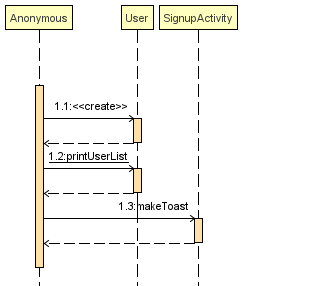 Anonymous
User
SignupActivity
1.1:<<create>>
1.2:printUserList
1.3:makeToast